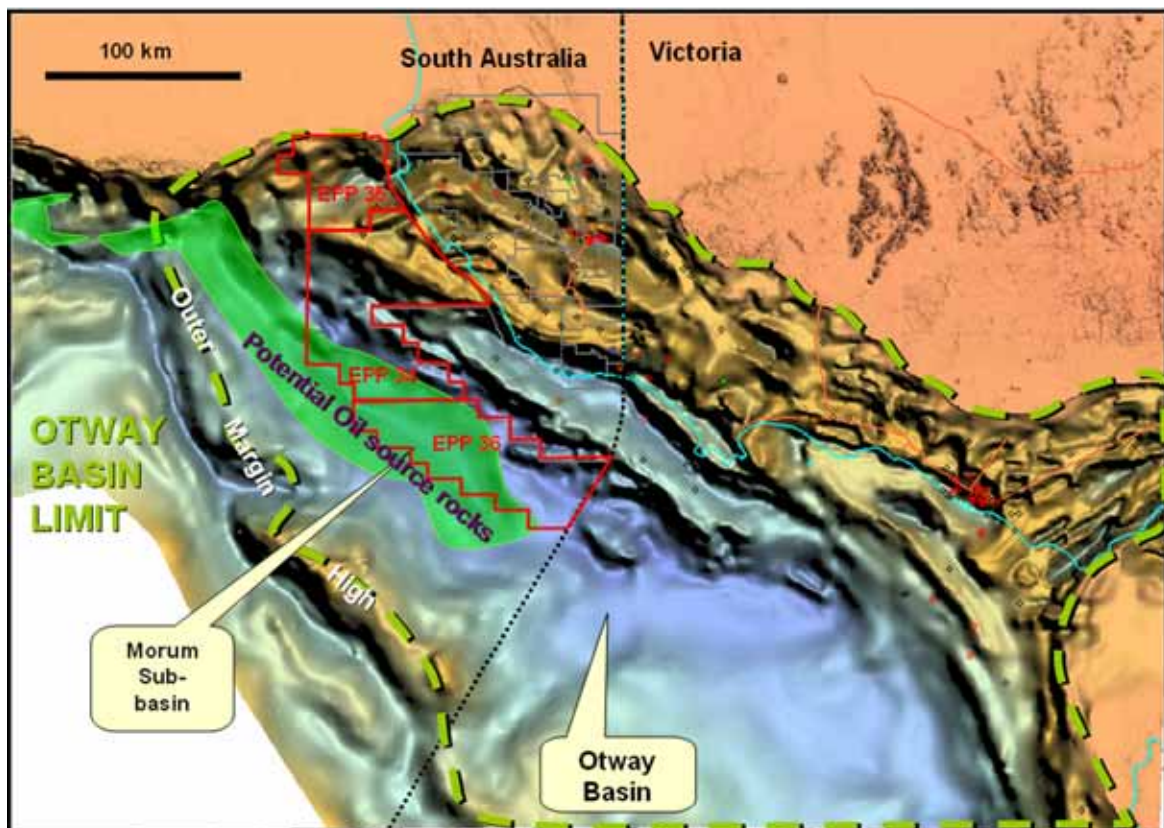 100 km
South Australia
Victoria
EPP 35
Outer
Margin
High
Potential Oil source rocks
EPP 34
EPP 36
OTWAY
BASIN
LIMIT
Morum
Sub-
basin
Otway
Basin